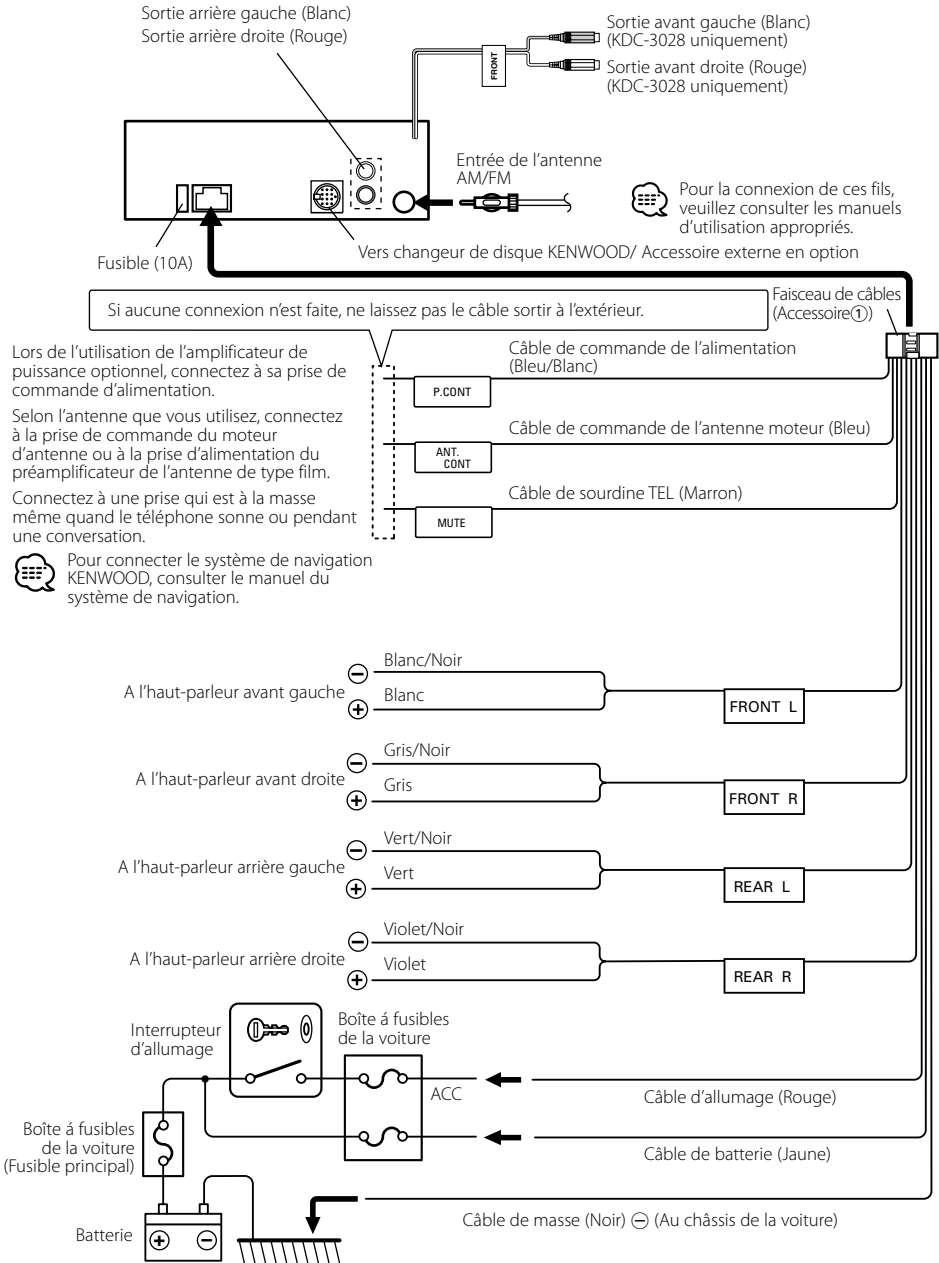 Sortie arrière gauche (Blanc)
Sortie arrière droite (Rouge)
Sortie avant gauche (Blanc)
(KDC-3028 uniquement)
FRONT
Sortie avant droite (Rouge)
(KDC-3028 uniquement)
Entrée de l'antenne
AM/FM
Pour la connexion de ces fils,
veuillez consulter les manuels
d'utilisation appropriés.
Fusible (10A)
Vers changeur de disque KENWOOD/ Accessoire externe en option
Si aucune connexion n'est faite, ne laissez pas le câble sortir à l'extérieur.
Faisceau de câbles
(Accessoire①)
Lors de l'utilisation de l'amplificateur de
puissance optionnel, connectez à sa prise de
commande d'alimentation.
Câble de commande de l'alimentation
(Bleu/Blanc)
P.CONT
Selon l'antenne que vous utilisez, connectez
à la prise de commande du moteur
d'antenne ou à la prise d'alimentation du
préamplificateur de l'antenne de type film.
Câble de commande de l'antenne moteur (Bleu)
ANT.
CONT
Connectez à une prise qui est à la masse
même quand le téléphone sonne ou pendant
une conversation.
Câble de sourdine TEL (Marron)
MUTE
Pour connecter le système de navigation
KENWOOD, consulter le manuel du
système de navigation.
A l'haut-parleur avant gauche
⊖ Blanc/Noir
⊕ Blanc
FRONT L
A l'haut-parleur avant droite
⊖ Gris/Noir
⊕ Gris
FRONT R
A l'haut-parleur arrière gauche
⊖ Vert/Noir
⊕ Vert
REAR L
A l'haut-parleur arrière droite
⊖ Violet/Noir
⊕ Violet
REAR R
Interrupteur
d'allumage
Boîte á fusibles
de la voiture
ACC
Câble d'allumage (Rouge)
Boîte á fusibles
de la voiture
(Fusible principal)
Câble de batterie (Jaune)
Câble de masse (Noir) ⊖ (Au châssis de la voiture)
Batterie
⊕ ⊖